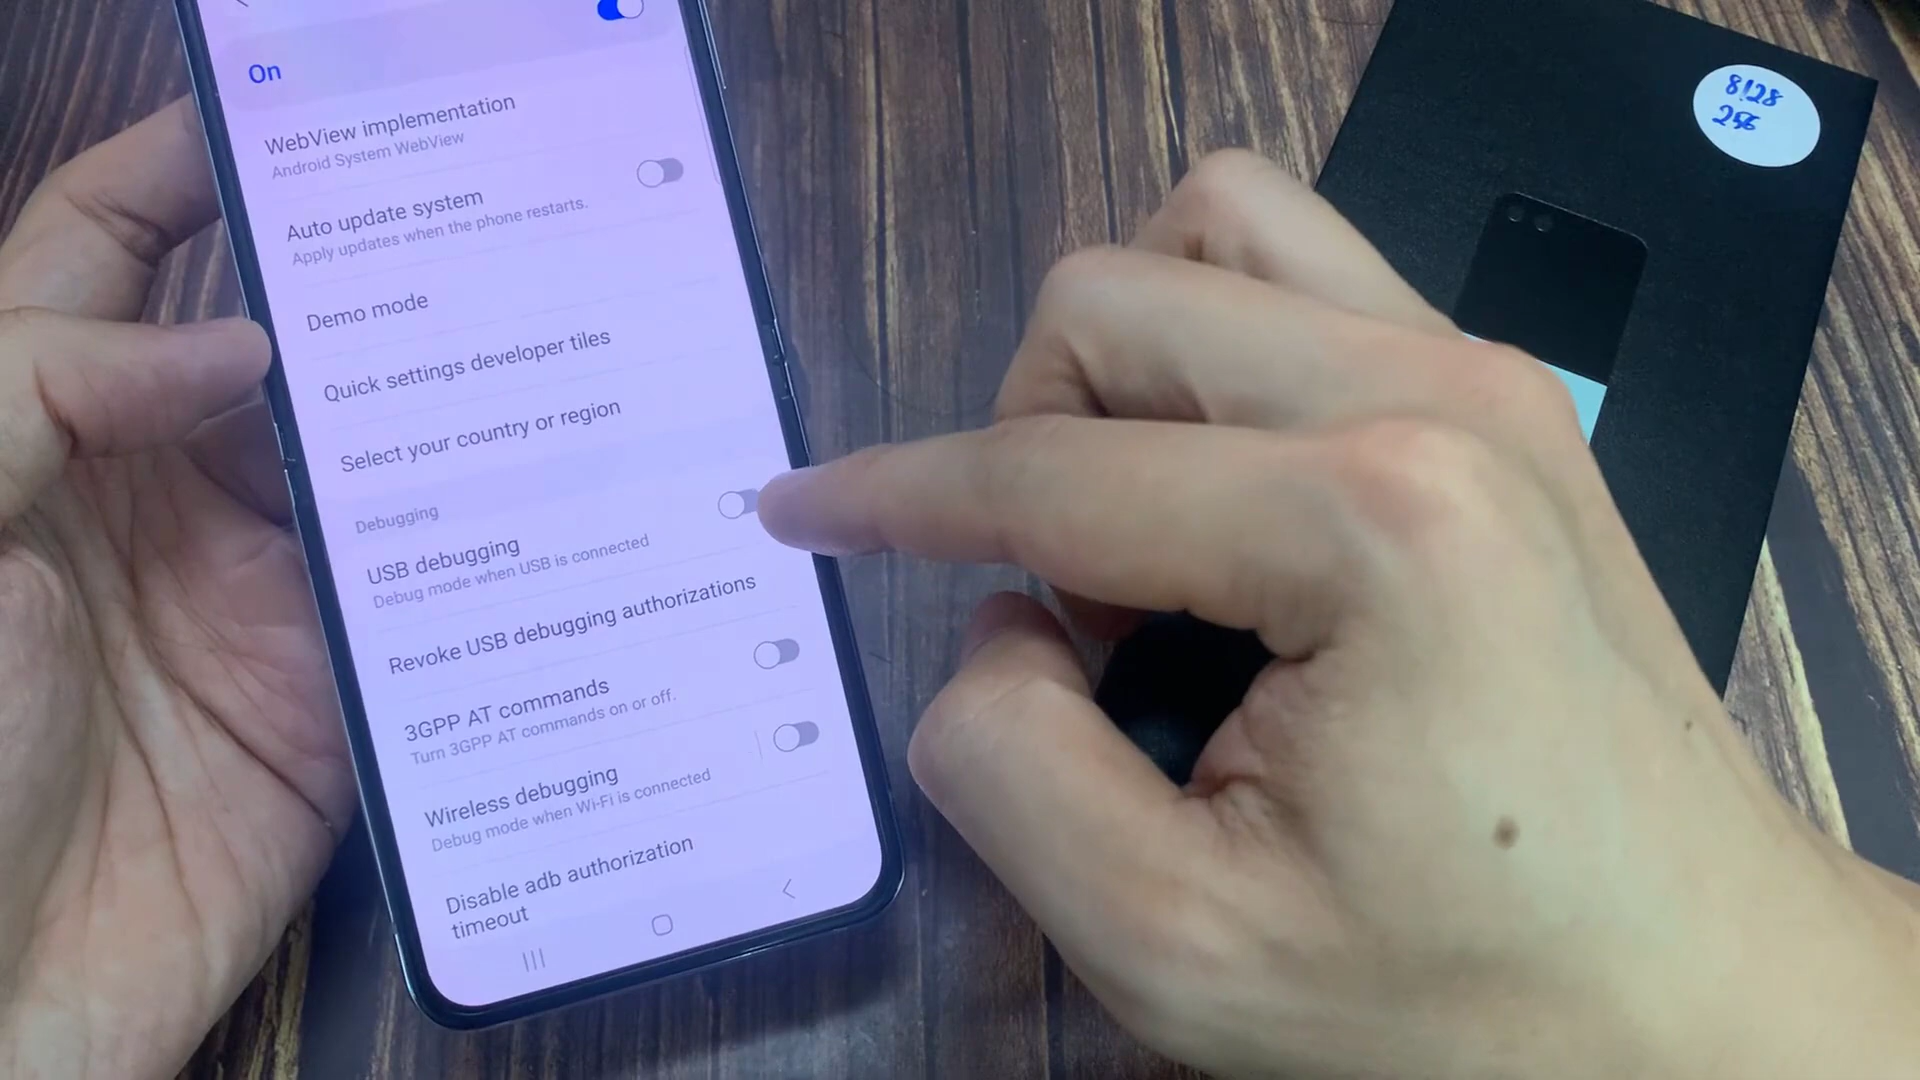 On
WebView implementation
Android System WebView
Auto update system
Apply updates when the phone restarts.
Demo mode
Quick settings developer tiles
Select your country or region
Debugging
USB debugging
Debug mode when USB is connected
Revoke USB debugging authorizations
3GPP AT commands
Turn 3GPP AT commands on or off.
Wireless debugging
Debug mode when Wi-Fi is connected
Disable adb authorization
timeout
8128
256